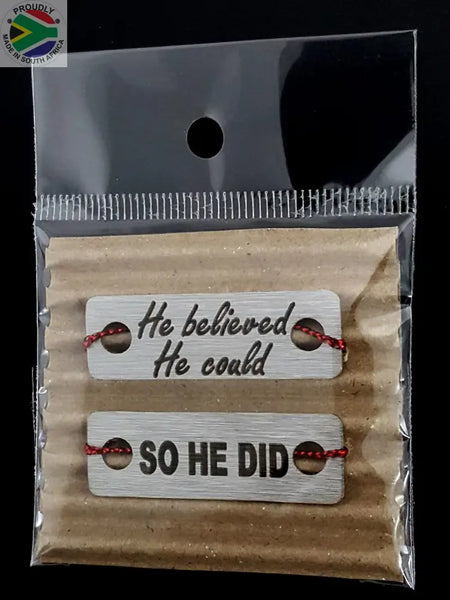 PROUDLY
MADE IN SOUTH AFRICA
He believed
He could
SO HE DID